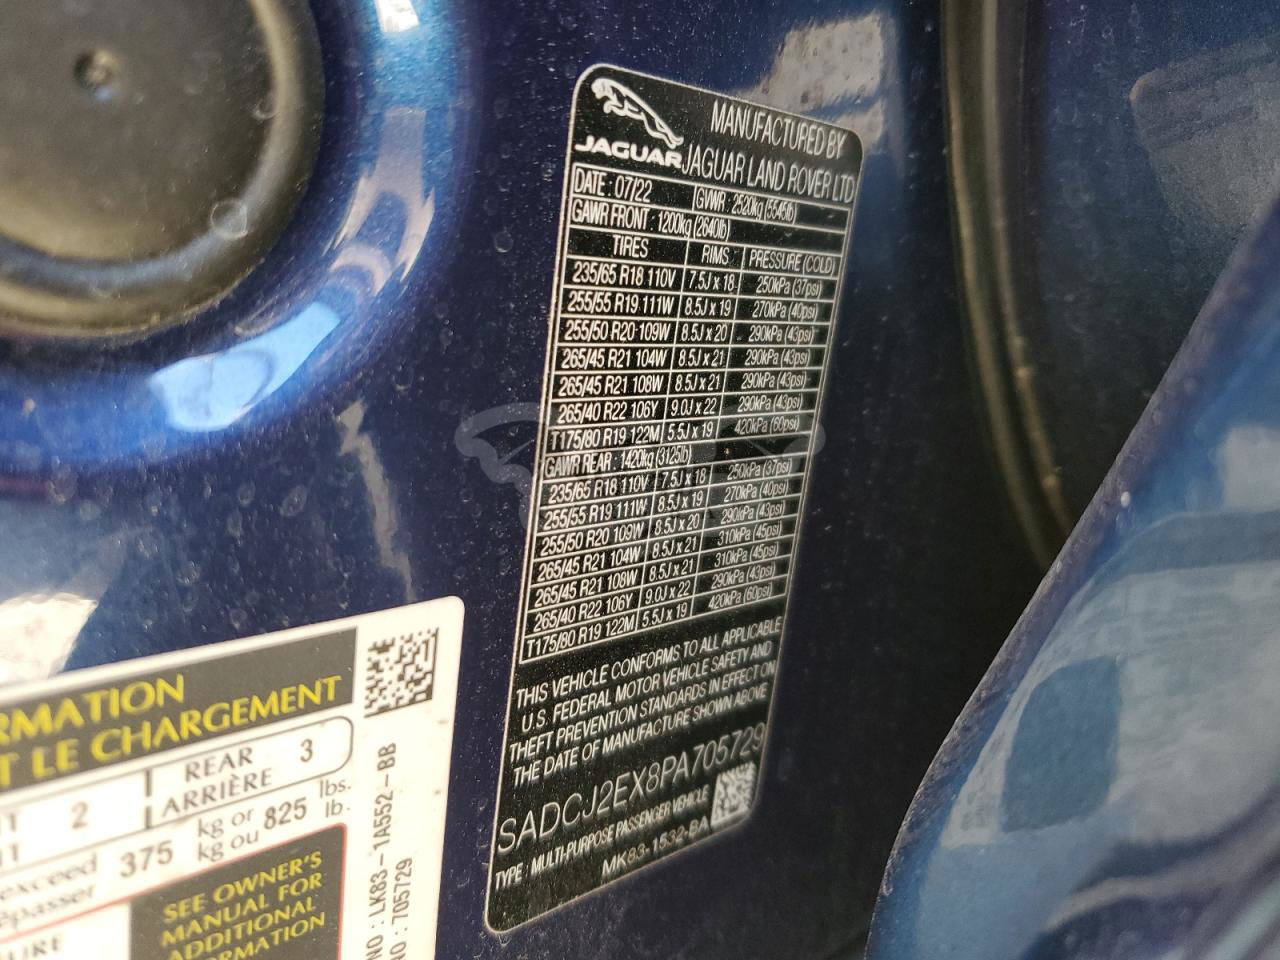 JAGUAR
MANUFACTURED BY
JAGUAR LAND ROVER LTD
DATE : 07/22 GVWR : 2520kg (5545lb)
GAWR FRONT : 1200kg (2640lb)
TIRES RIMS PRESSURE (COLD)
235/65 R18 110V 7.5J x 18 250kPa (37psi)
255/55 R19 111W 8.5J x 19 270kPa (40psi)
255/50 R20 109W 8.5J x 20 290kPa (43psi)
265/45 R21 104W 8.5J x 21 290kPa (43psi)
265/45 R21 108W 8.5J x 21 290kPa (43psi)
265/40 R22 106Y 9.0J x 22 290kPa (43psi)
T175/80 R19 122M 5.5J x 19 420kPa (60psi)
GAWR REAR : 1420kg (3125lb)
235/65 R18 110V 7.5J x 18 250kPa (37psi)
255/55 R19 111W 8.5J x 19 270kPa (40psi)
255/50 R20 109W 8.5J x 20 290kPa (43psi)
265/45 R21 104W 8.5J x 21 310kPa (45psi)
265/45 R21 108W 8.5J x 21 310kPa (45psi)
265/40 R22 106Y 9.0J x 22 290kPa (43psi)
T175/80 R19 122M 5.5J x 19 420kPa (60psi)
THIS VEHICLE CONFORMS TO ALL APPLICABLE
U.S. FEDERAL MOTOR VEHICLE SAFETY AND
THEFT PREVENTION STANDARDS IN EFFECT ON
THE DATE OF MANUFACTURE SHOWN ABOVE
SADCJ2EX8PA705729
TYPE : MULTI-PURPOSE PASSENGER VEHICLE
MK83-1532-BA
RMATION
T LE CHARGEMENT
2 REAR 3
ARRIÈRE
exceed 375 kg or 825 lbs.
épasser kg ou lb.
SEE OWNER'S
MANUAL FOR
ADDITIONAL
INFORMATION
URE
NO : LK83-1A552-BB
NO : 705729